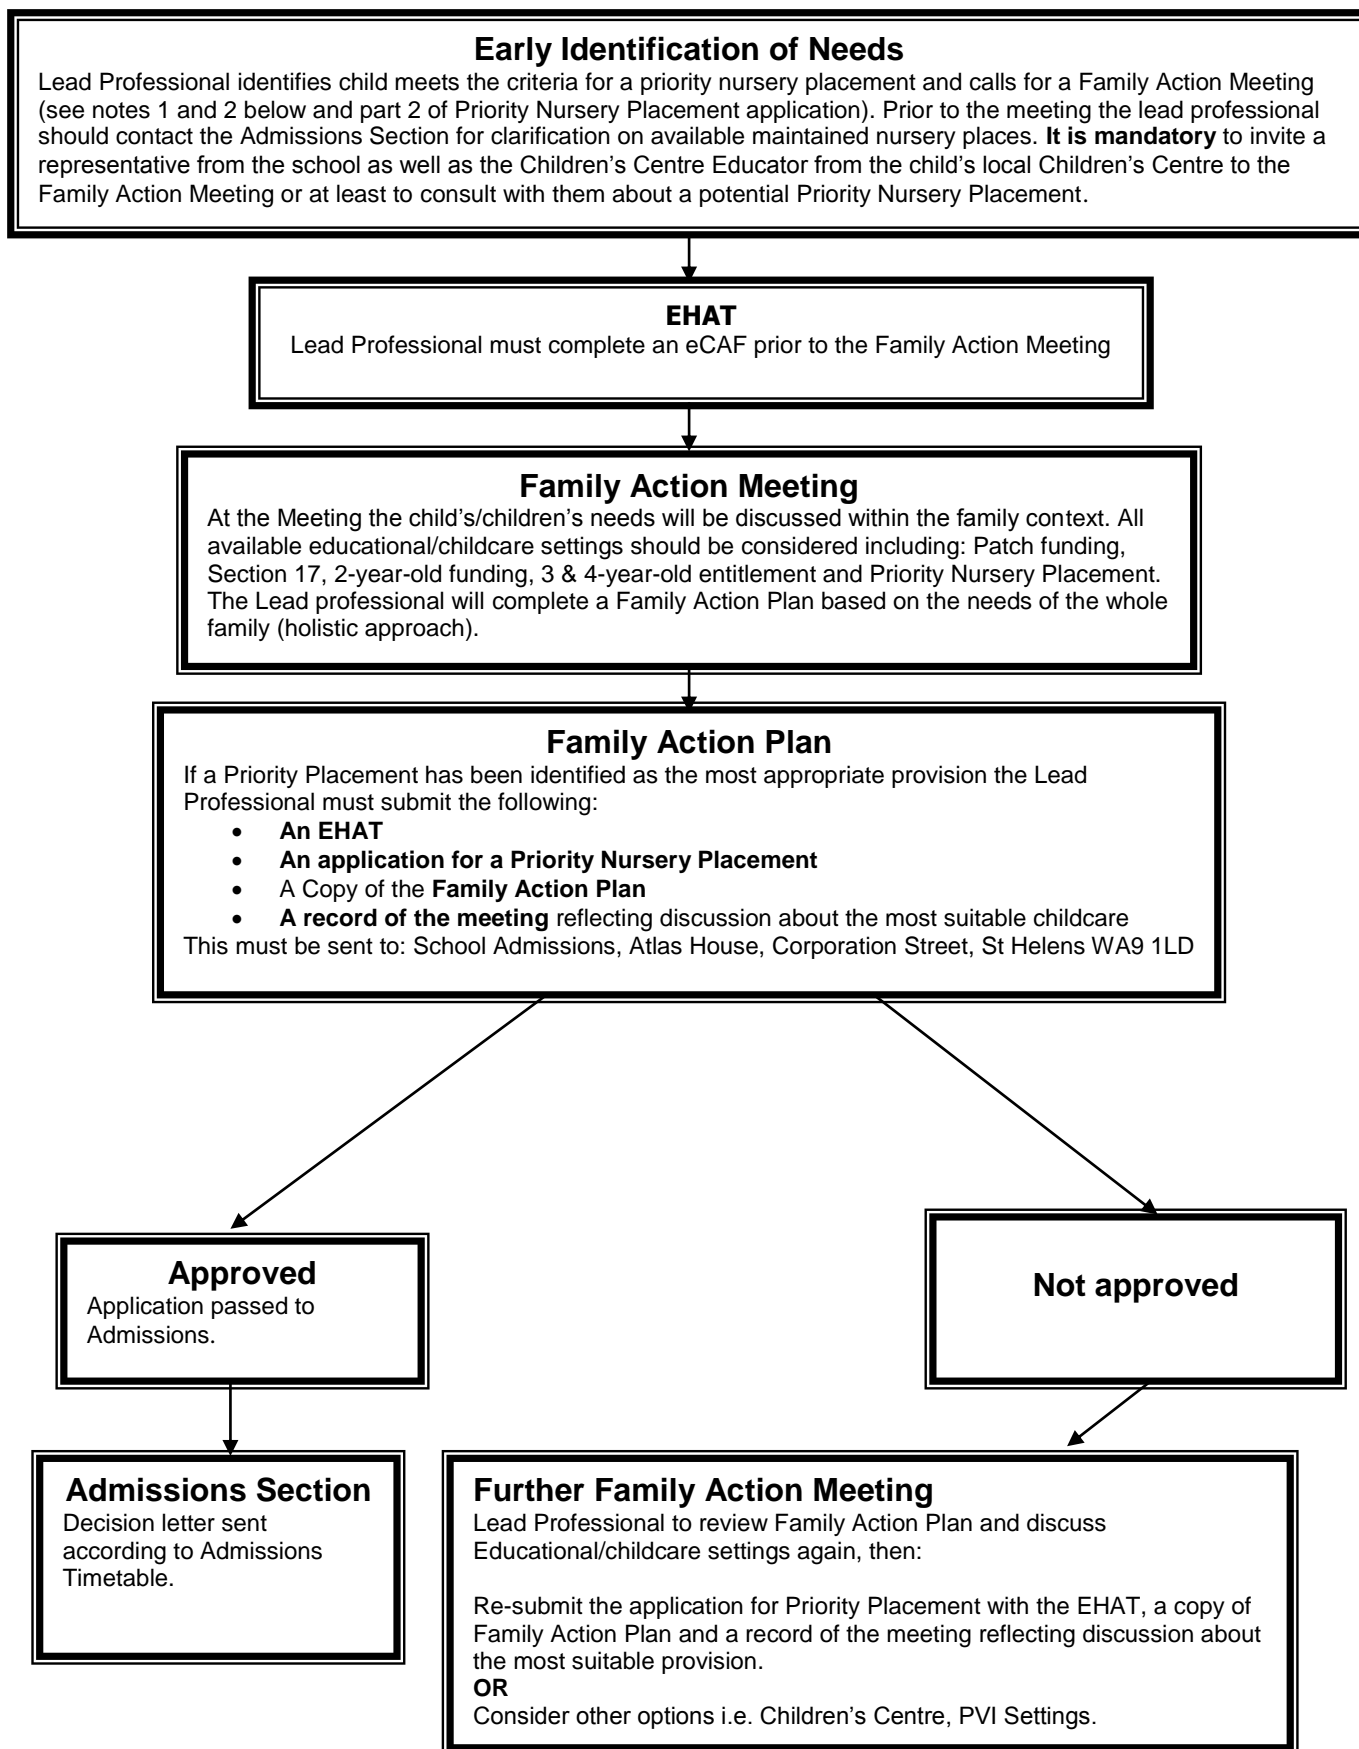 Early Identification of Needs
Lead Professional identifies child meets the criteria for a priority nursery placement and calls for a Family Action Meeting
(see notes 1 and 2 below and part 2 of Priority Nursery Placement application). Prior to the meeting the lead professional
should contact the Admissions Section for clarification on available maintained nursery places. It is mandatory to invite a
representative from the school as well as the Children’s Centre Educator from the child’s local Children’s Centre to the
Family Action Meeting or at least to consult with them about a potential Priority Nursery Placement.
EHAT
Lead Professional must complete an eCAF prior to the Family Action Meeting
Family Action Meeting
At the Meeting the child’s/children’s needs will be discussed within the family context. All
available educational/childcare settings should be considered including: Patch funding,
Section 17, 2-year-old funding, 3 & 4-year-old entitlement and Priority Nursery Placement.
The Lead professional will complete a Family Action Plan based on the needs of the whole
family (holistic approach).
Family Action Plan
If a Priority Placement has been identified as the most appropriate provision the Lead
Professional must submit the following:
• An EHAT
• An application for a Priority Nursery Placement
• A Copy of the Family Action Plan
• A record of the meeting reflecting discussion about the most suitable childcare
This must be sent to: School Admissions, Atlas House, Corporation Street, St Helens WA9 1LD
Approved
Application passed to
Admissions.
Not approved
Admissions Section
Decision letter sent
according to Admissions
Timetable.
Further Family Action Meeting
Lead Professional to review Family Action Plan and discuss
Educational/childcare settings again, then:
Re-submit the application for Priority Placement with the EHAT, a copy of
Family Action Plan and a record of the meeting reflecting discussion about
the most suitable provision.
OR
Consider other options i.e. Children’s Centre, PVI Settings.